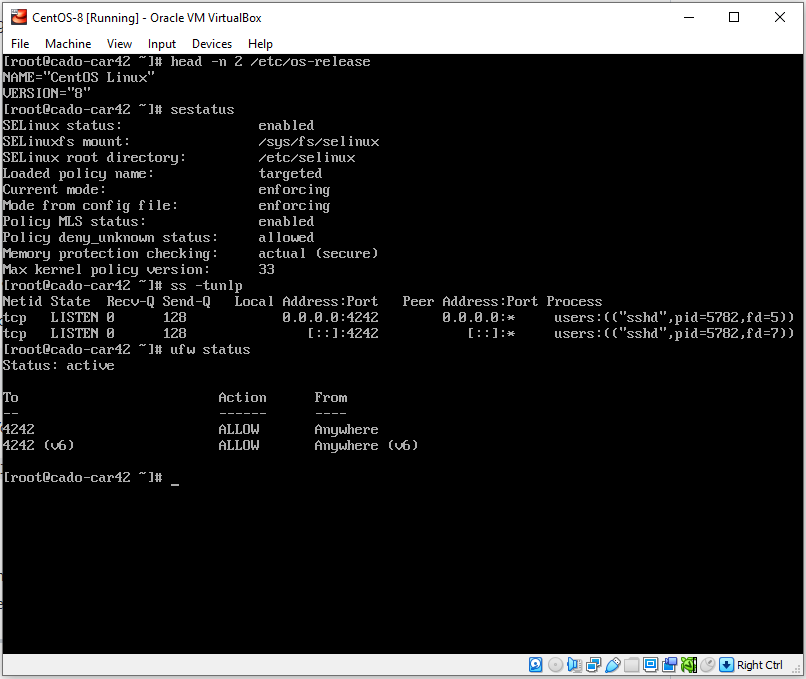 CentOS-8 [Running] - Oracle VM VirtualBox
File Machine View Input Devices Help
[root@cado-car42 ~]# head -n 2 /etc/os-release
NAME="CentOS Linux"
VERSION="8"
[root@cado-car42 ~]# sestatus
SELinux status:                 enabled
SELinuxfs mount:                /sys/fs/selinux
SELinux root directory:         /etc/selinux
Loaded policy name:             targeted
Current mode:                   enforcing
Mode from config file:          enforcing
Policy MLS status:              enabled
Policy deny_unknown status:     allowed
Memory protection checking:     actual (secure)
Max kernel policy version:      33
[root@cado-car42 ~]# ss -tunlp
Netid State  Recv-Q Send-Q   Local Address:Port   Peer Address:Port Process
tcp   LISTEN 0      128            0.0.0.0:4242        0.0.0.0:*     users:(("sshd",pid=5782,fd=5))
tcp   LISTEN 0      128               [::]:4242           [::]:*     users:(("sshd",pid=5782,fd=7))
[root@cado-car42 ~]# ufw status
Status: active
To                         Action      From
--                         ------      ----
4242                       ALLOW       Anywhere
4242 (v6)                  ALLOW       Anywhere (v6)
[root@cado-car42 ~]# _
Right Ctrl